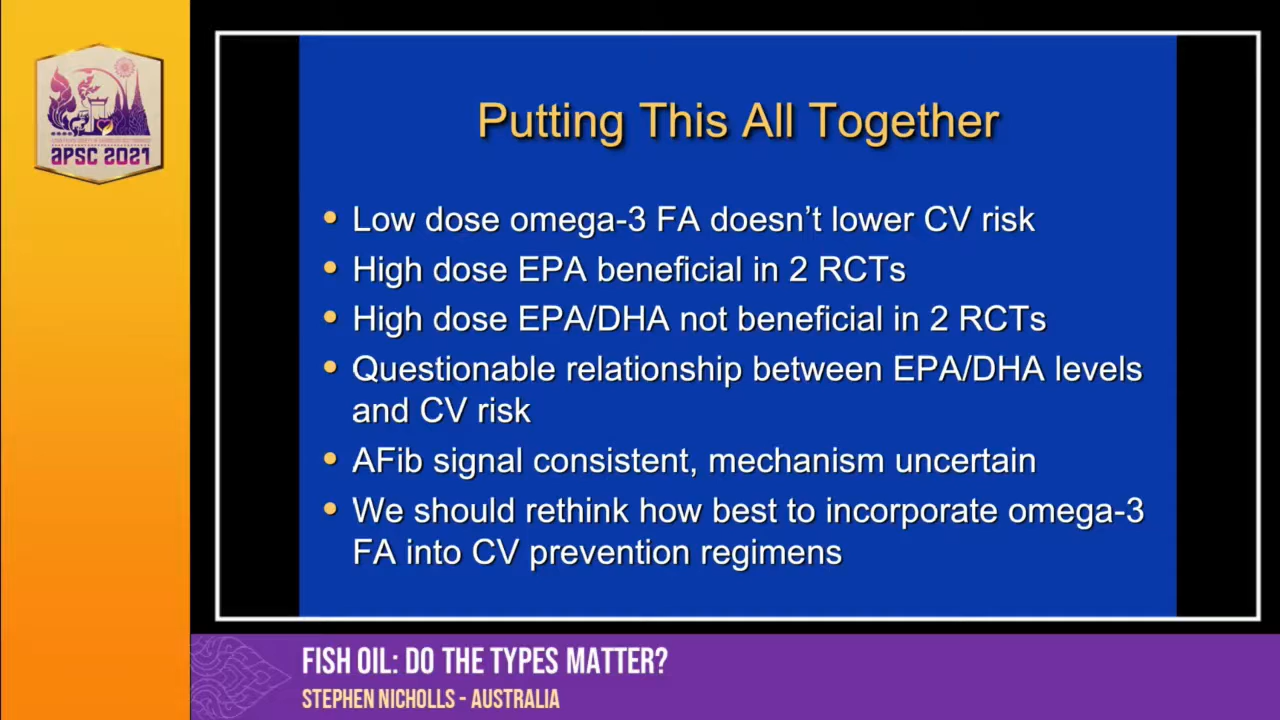 APSC 2021
Putting This All Together
• Low dose omega-3 FA doesn't lower CV risk
• High dose EPA beneficial in 2 RCTs
• High dose EPA/DHA not beneficial in 2 RCTs
• Questionable relationship between EPA/DHA levels
and CV risk
• AFib signal consistent, mechanism uncertain
• We should rethink how best to incorporate omega-3
FA into CV prevention regimens
FISH OIL: DO THE TYPES MATTER?
STEPHEN NICHOLLS - AUSTRALIA